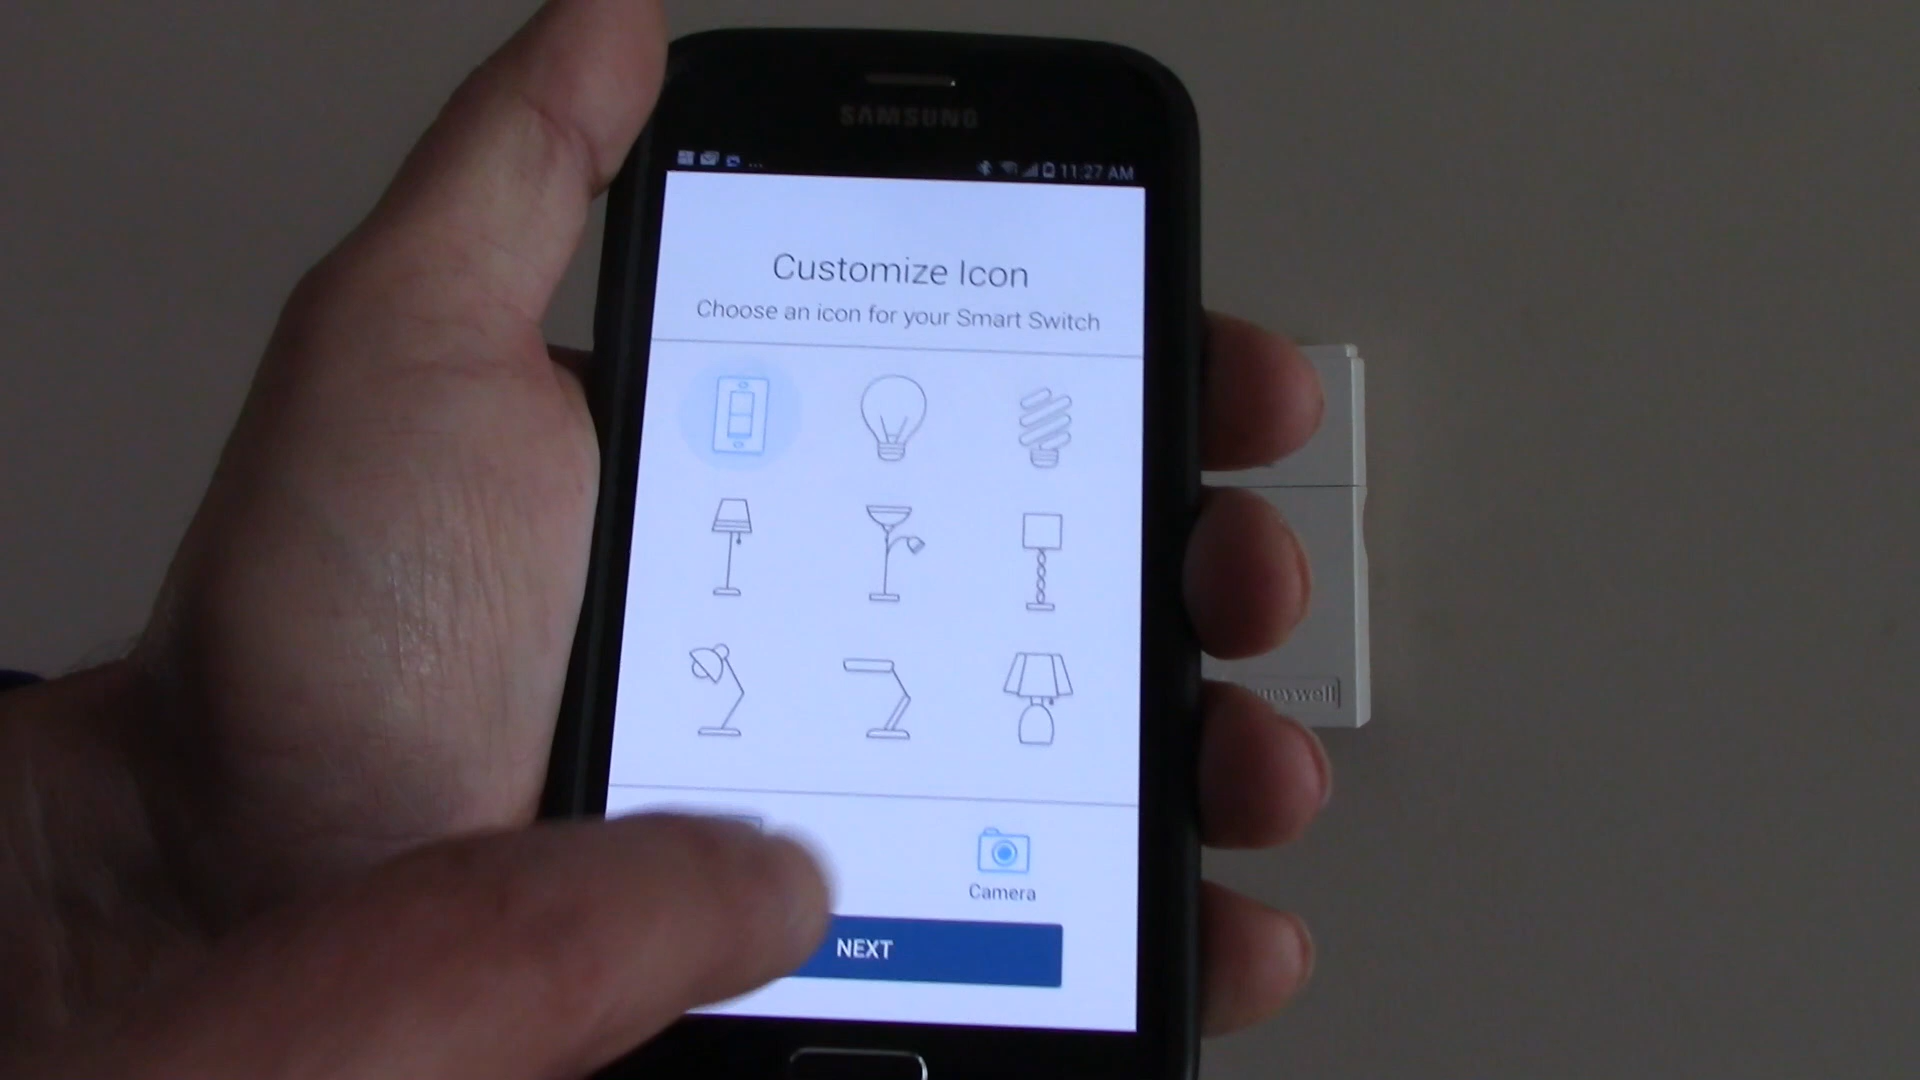 SAMSUNG
... 11:27 AM
Customize Icon
Choose an icon for your Smart Switch
Camera
NEXT